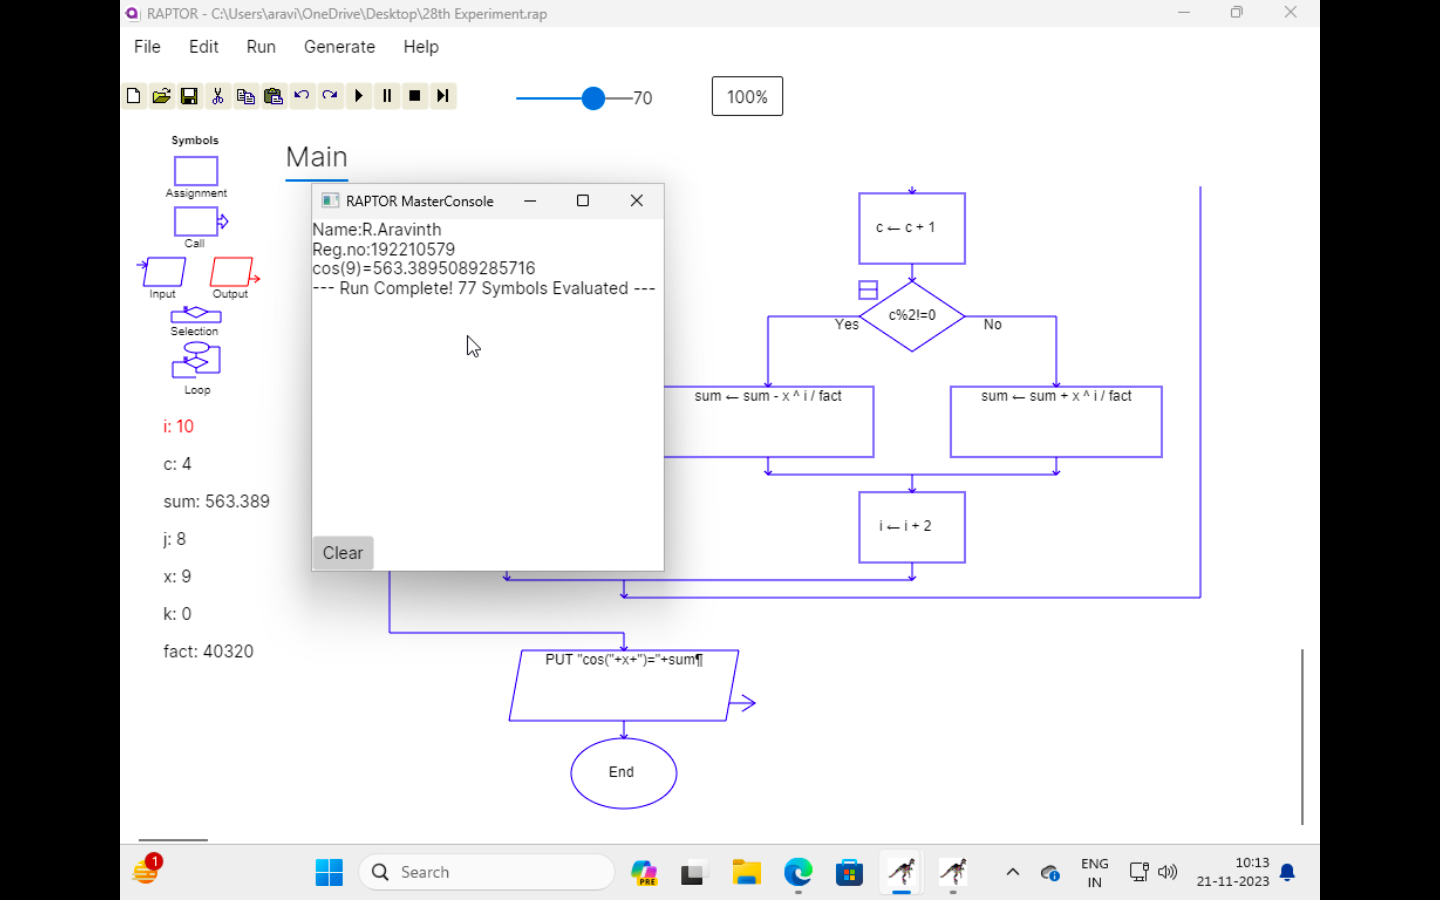 RAPTOR - C:\Users\aravi\OneDrive\Desktop\28th Experiment.rap
File Edit Run Generate Help
70
100%
Symbols
Assignment
Call
Input Output
Selection
Loop
i: 10
c: 4
sum: 563.389
j: 8
x: 9
k: 0
fact: 40320
Main
RAPTOR MasterConsole
Name:R.Aravinth
Reg.no:192210579
cos(9)=563.3895089285716
--- Run Complete! 77 Symbols Evaluated ---
Clear
c ← c + 1
c%2!=0
Yes No
sum ← sum - x ^ i / fact
sum ← sum + x ^ i / fact
i ← i + 2
PUT "cos("+x+")="+sum¶
End
1
Search
PRE
ENG
IN
10:13
21-11-2023